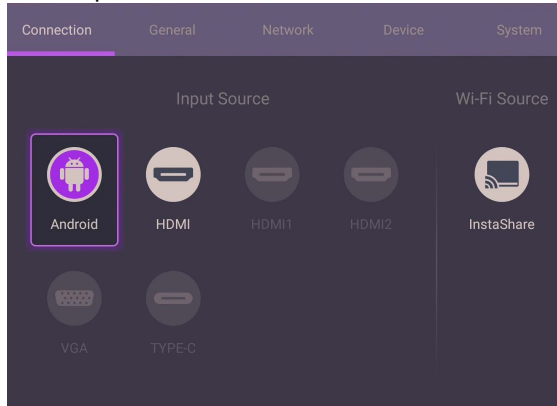 Connection General Network Device System
Input Source Wi-Fi Source
Android HDMI HDMI1 HDMI2 InstaShare
VGA TYPE-C